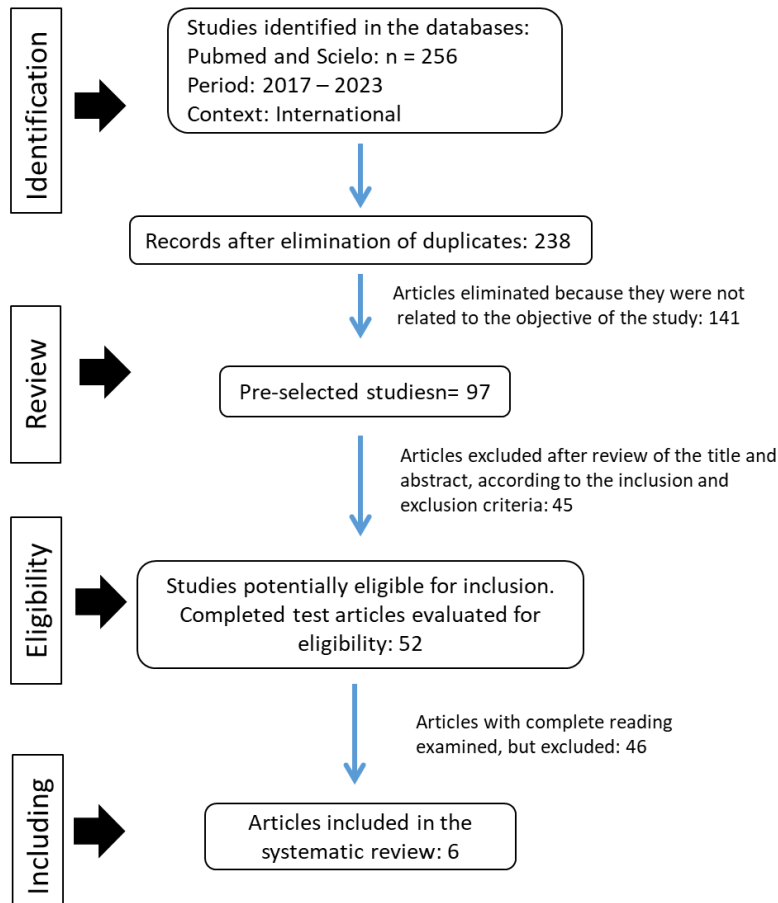 Identification
Studies identified in the databases:
Pubmed and Scielo: n = 256
Period: 2017 – 2023
Context: International
Records after elimination of duplicates: 238
Articles eliminated because they were not
related to the objective of the study: 141
Review
Pre-selected studiesn= 97
Articles excluded after review of the title and
abstract, according to the inclusion and
exclusion criteria: 45
Eligibility
Studies potentially eligible for inclusion.
Completed test articles evaluated for
eligibility: 52
Articles with complete reading
examined, but excluded: 46
Including
Articles included in the
systematic review: 6